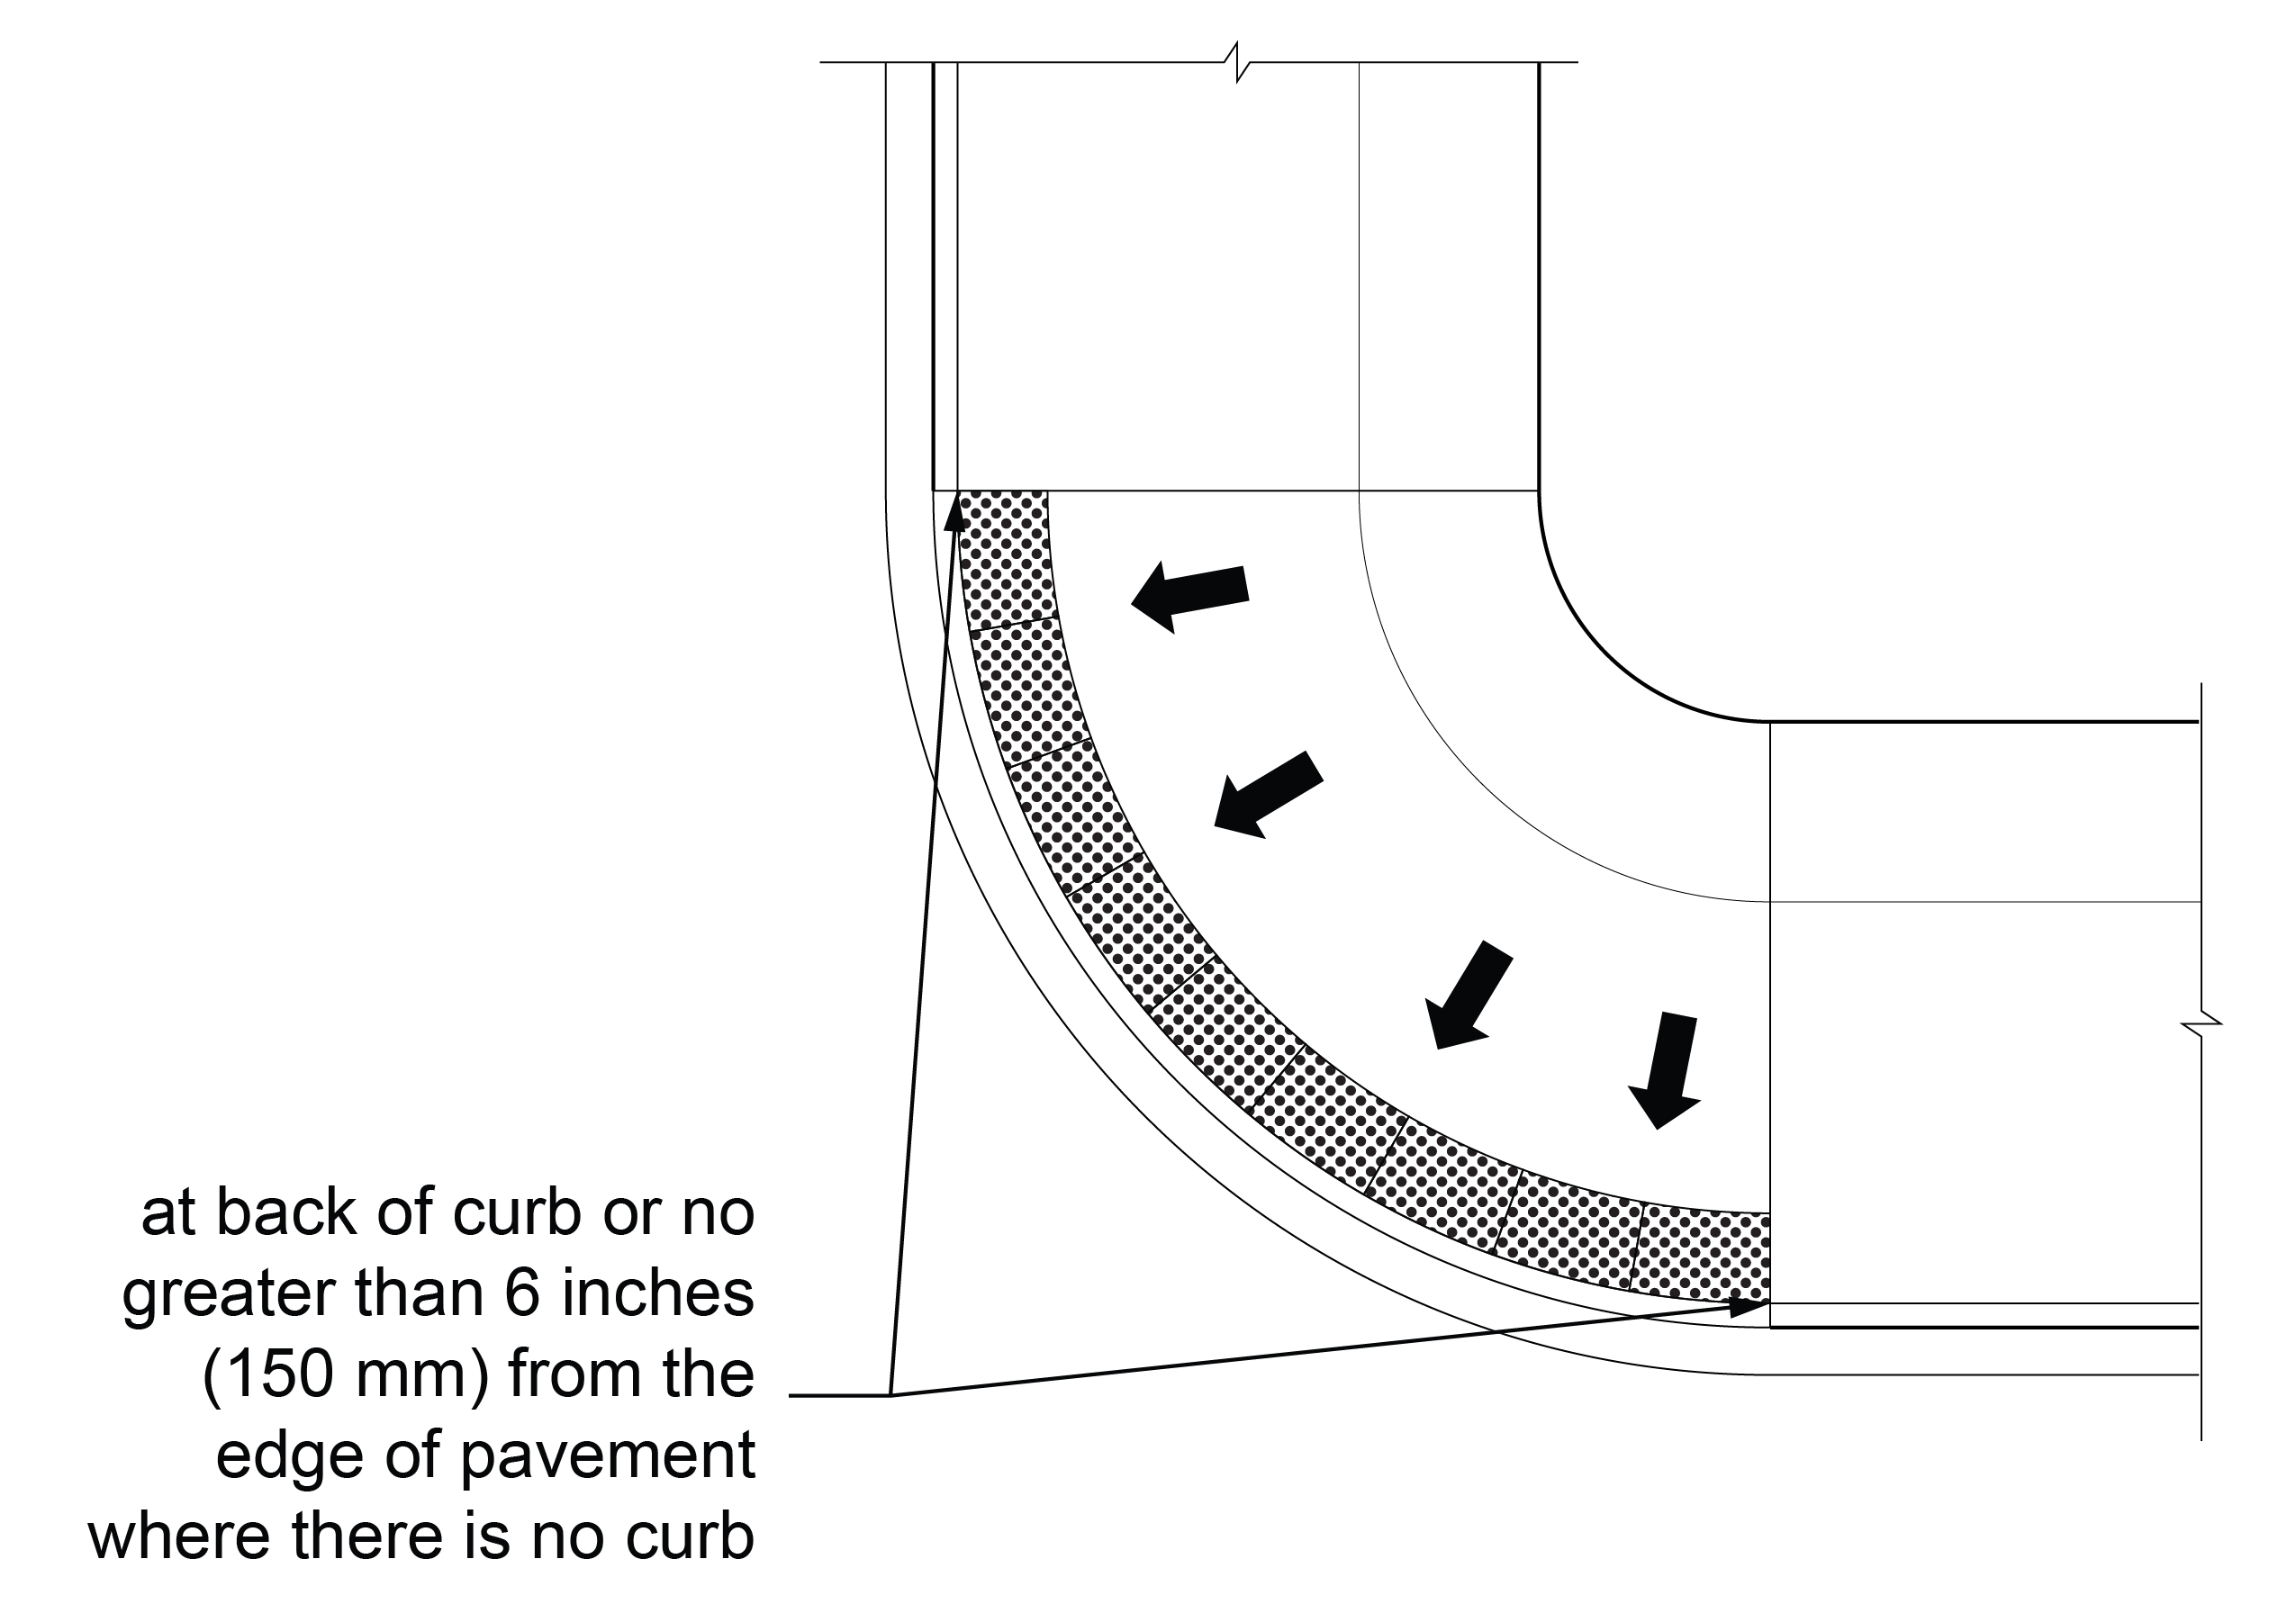 at back of curb or no
greater than 6 inches
(150 mm) from the
edge of pavement
where there is no curb